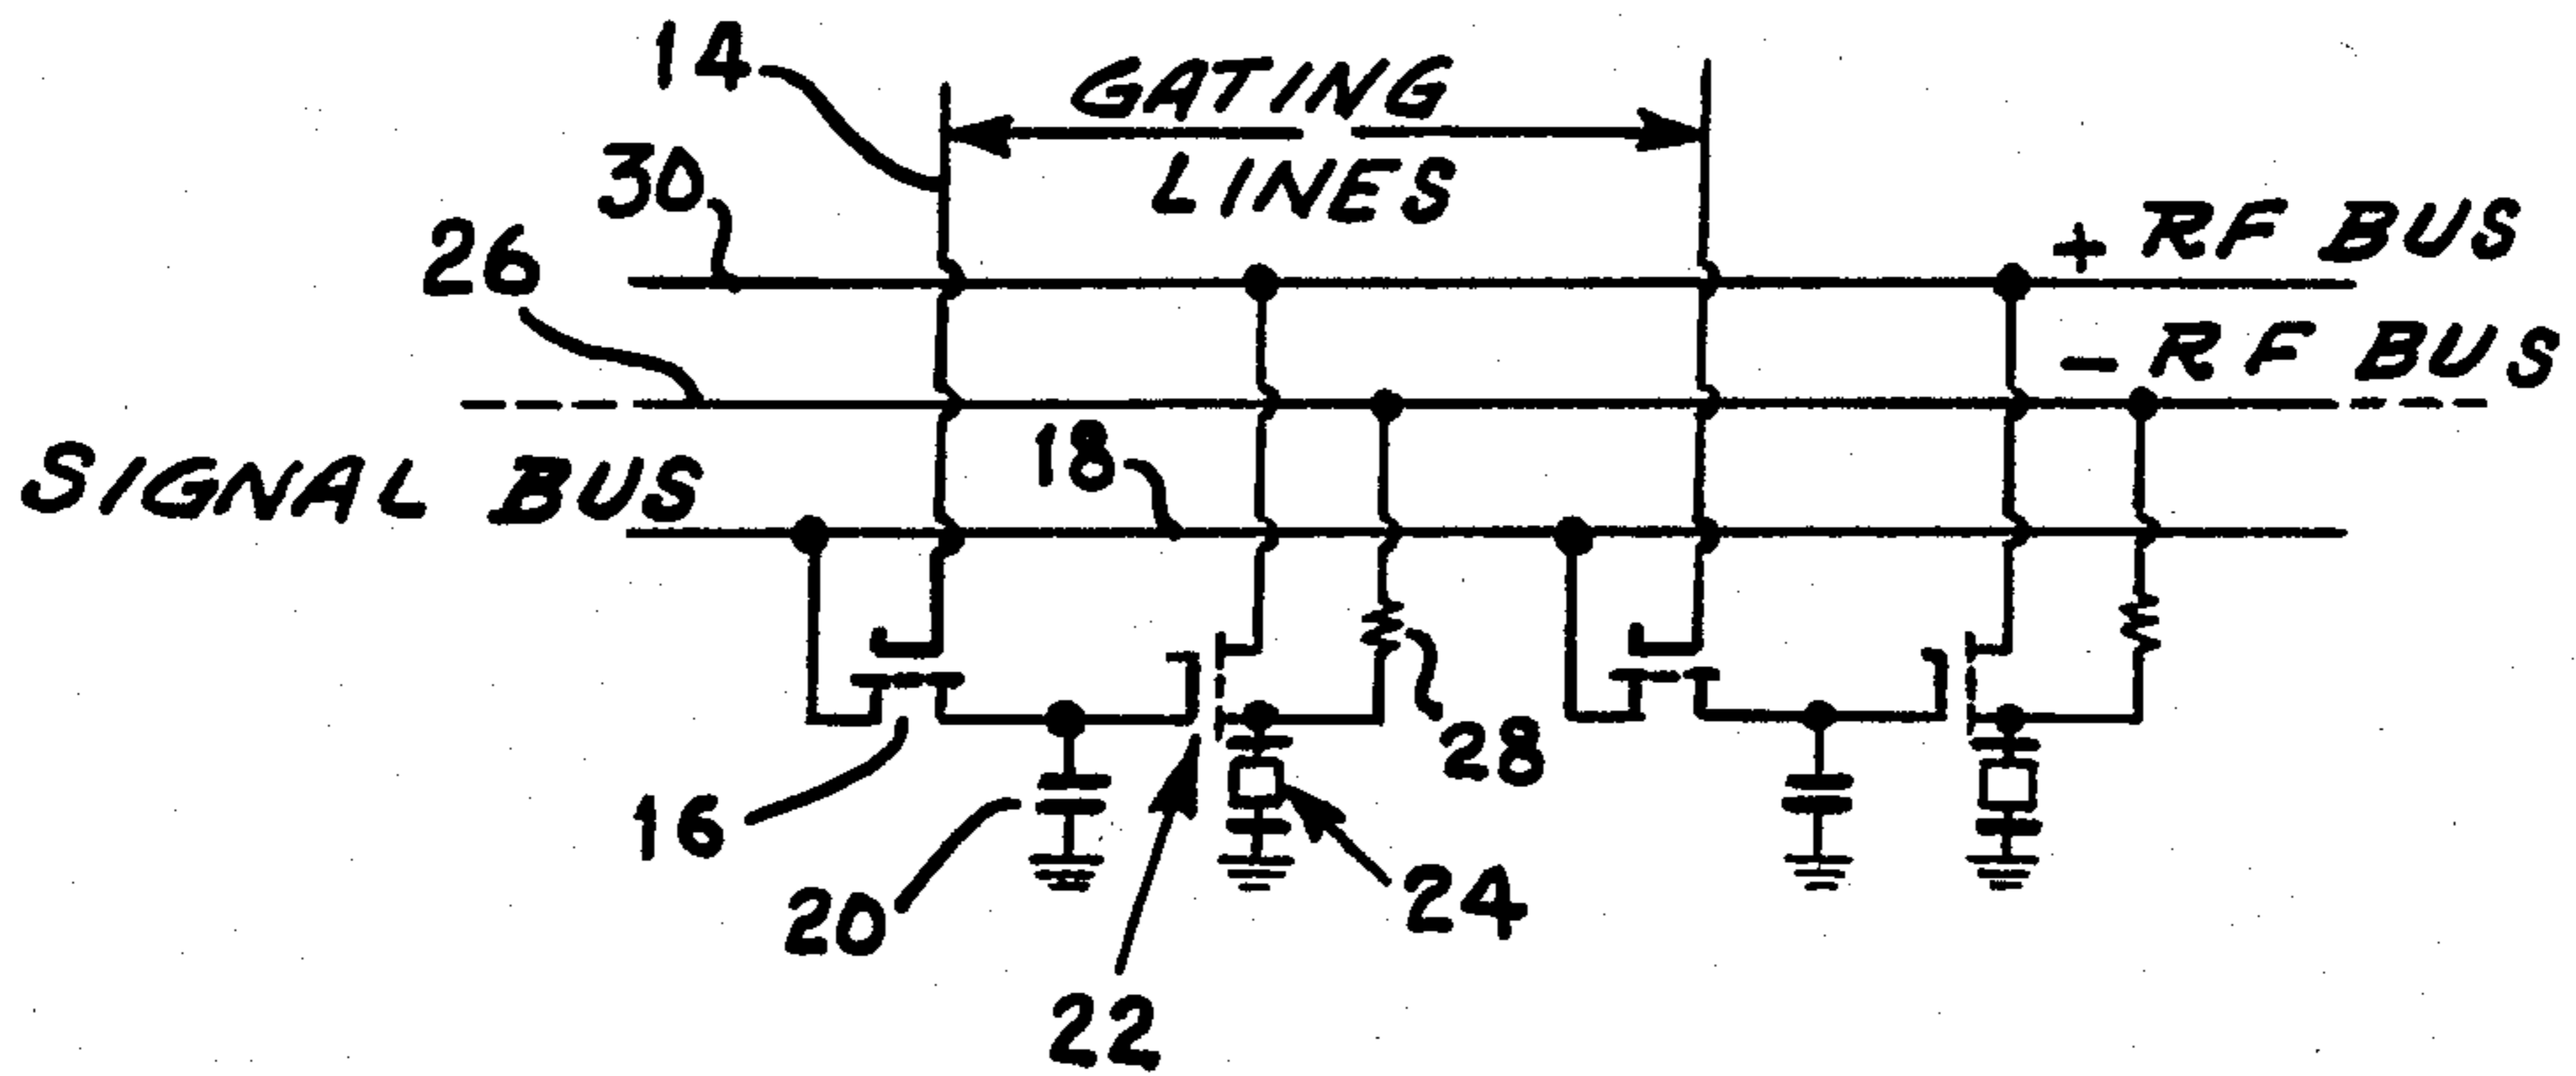 14
GATING
LINES
30
+ RF BUS
26
- RF BUS
SIGNAL BUS
18
28
16
20
24
22